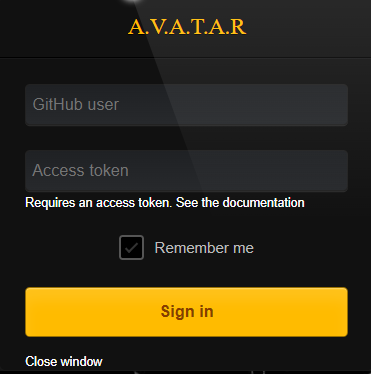 A.V.A.T.A.R
GitHub user
Access token
Requires an access token. See the documentation
Remember me
Sign in
Close window